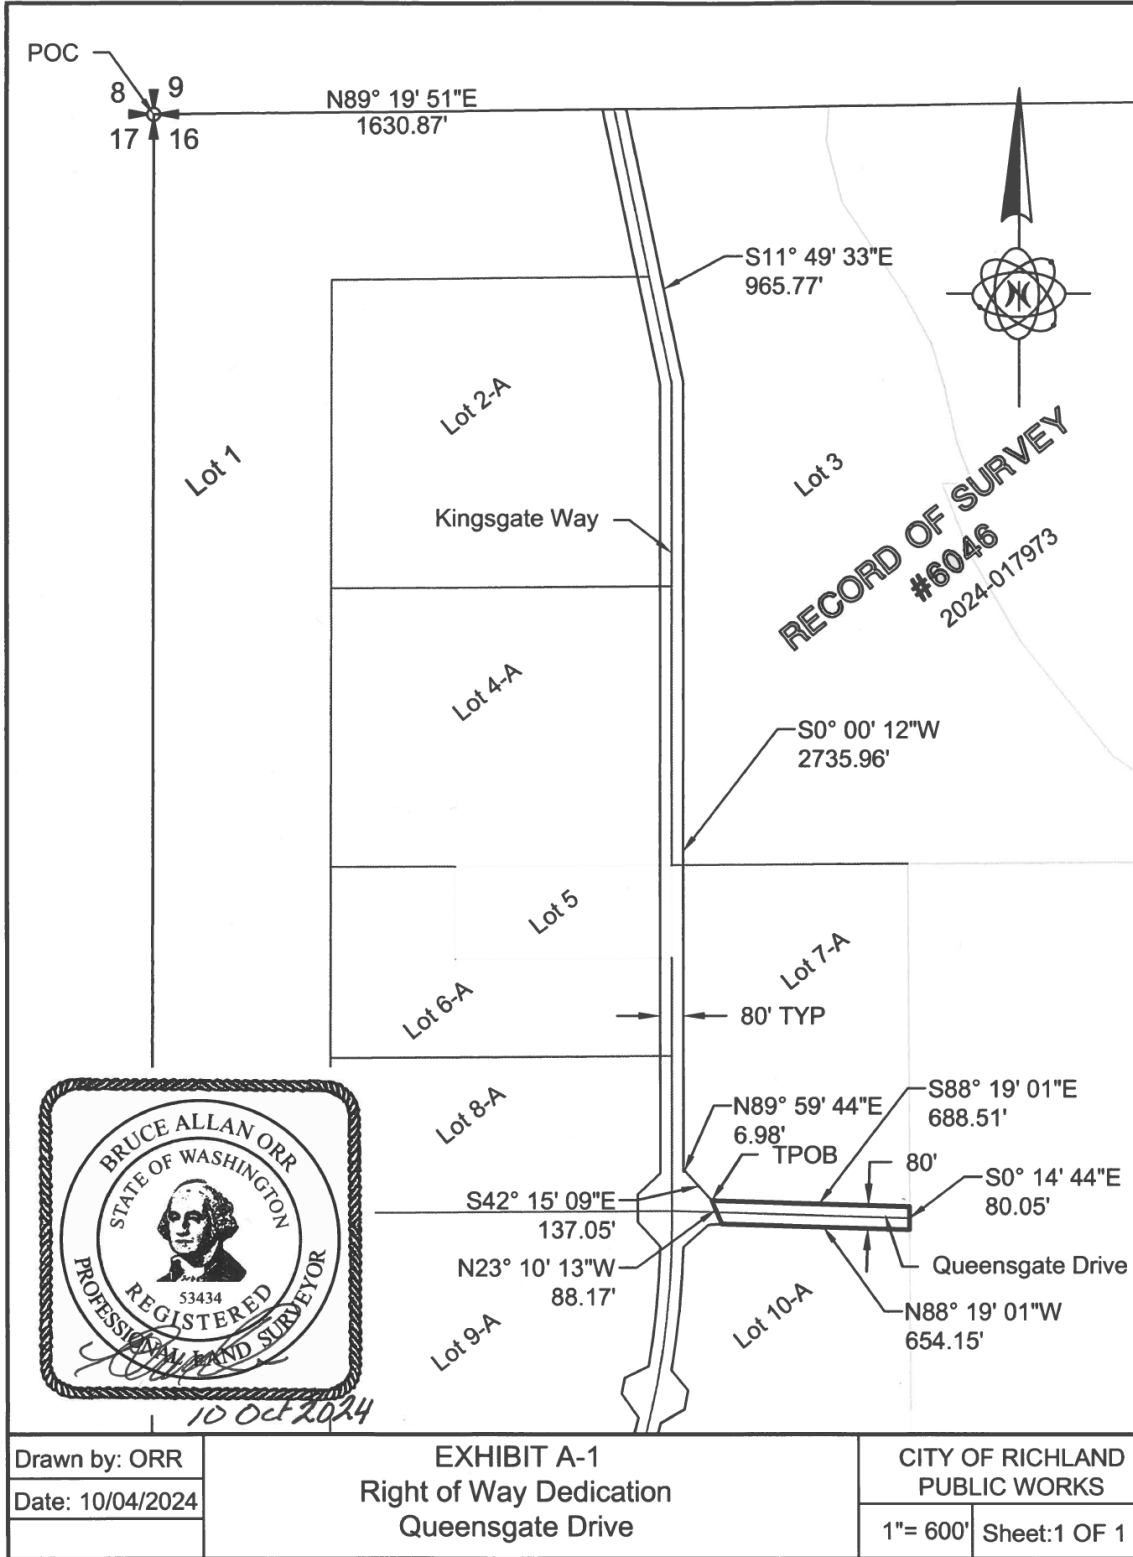 POC
8 9
17 16
N89° 19' 51"E
1630.87'
S11° 49' 33"E
965.77'
Lot 2-A
Lot 1
Lot 3
Kingsgate Way
RECORD OF SURVEY
#6046
2024-017973
Lot 4-A
S0° 00' 12"W
2735.96'
Lot 5
Lot 7-A
Lot 6-A
80' TYP
Lot 8-A
N89° 59' 44"E
6.98'
TPOB
S88° 19' 01"E
688.51'
80'
S0° 14' 44"E
80.05'
S42° 15' 09"E
137.05'
N23° 10' 13"W
88.17'
Queensgate Drive
N88° 19' 01"W
654.15'
Lot 9-A
Lot 10-A
BRUCE ALLAN ORR
STATE OF WASHINGTON
53434
REGISTERED
PROFESSIONAL LAND SURVEYOR
10 Oct 2024
Drawn by: ORR
Date: 10/04/2024
EXHIBIT A-1
Right of Way Dedication
Queensgate Drive
CITY OF RICHLAND
PUBLIC WORKS
1"= 600'
Sheet:1 OF 1